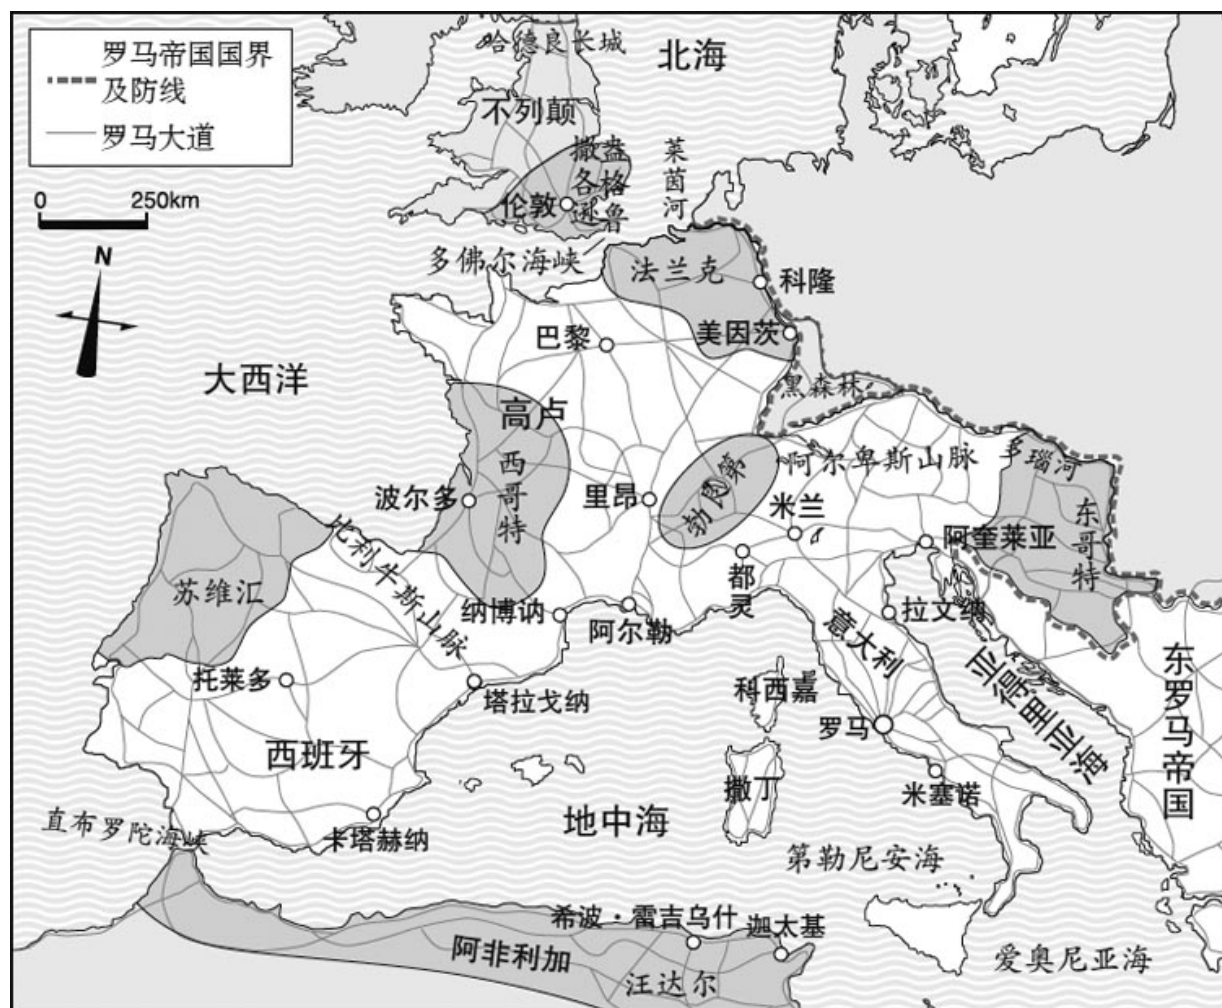 罗马帝国国界
及防线
罗马大道
0 250km
N
哈德良长城
北海
不列颠
撒盎
各格
逊鲁
伦敦
莱茵河
多佛尔海峡
法兰克
科隆
美因茨
巴黎
大西洋
黑森林
高卢
西哥特
波尔多
里昂
勃艮第
阿尔卑斯山脉
米兰
多瑙河
东哥特
阿奎莱亚
都灵
比利牛斯山脉
苏维汇
纳博讷
阿尔勒
拉文纳
意大利
亚得里亚海
东罗马帝国
托莱多
塔拉戈纳
科西嘉
罗马
西班牙
撒丁
米塞诺
地中海
直布罗陀海峡
卡塔赫纳
第勒尼安海
希波·雷吉乌什
迦太基
阿非利加
汪达尔
爱奥尼亚海